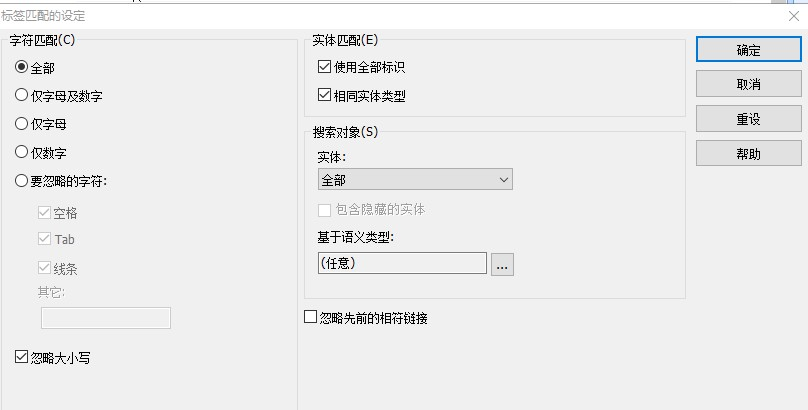 标签匹配的设定
字符匹配(C)
全部
仅字母及数字
仅字母
仅数字
要忽略的字符:
空格
Tab
线条
其它:
忽略大小写
实体匹配(E)
使用全部标识
相同实体类型
搜索对象(S)
实体:
全部
包含隐藏的实体
基于语义类型:
(任意)
...
忽略先前的相符链接
确定
取消
重设
帮助